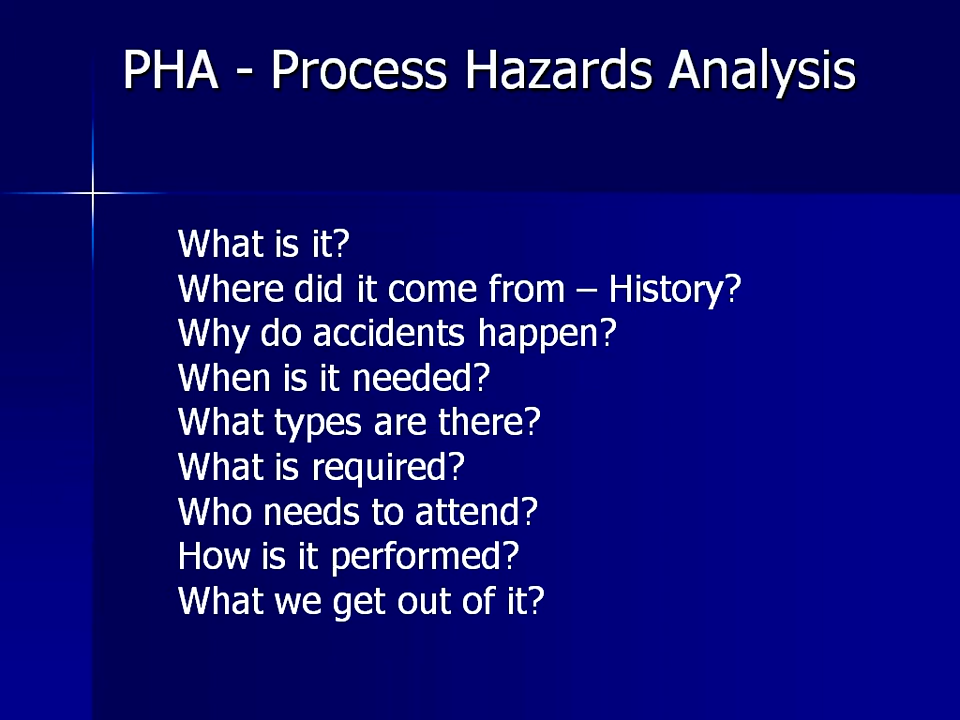 PHA - Process Hazards Analysis
What is it?
Where did it come from – History?
Why do accidents happen?
When is it needed?
What types are there?
What is required?
Who needs to attend?
How is it performed?
What we get out of it?